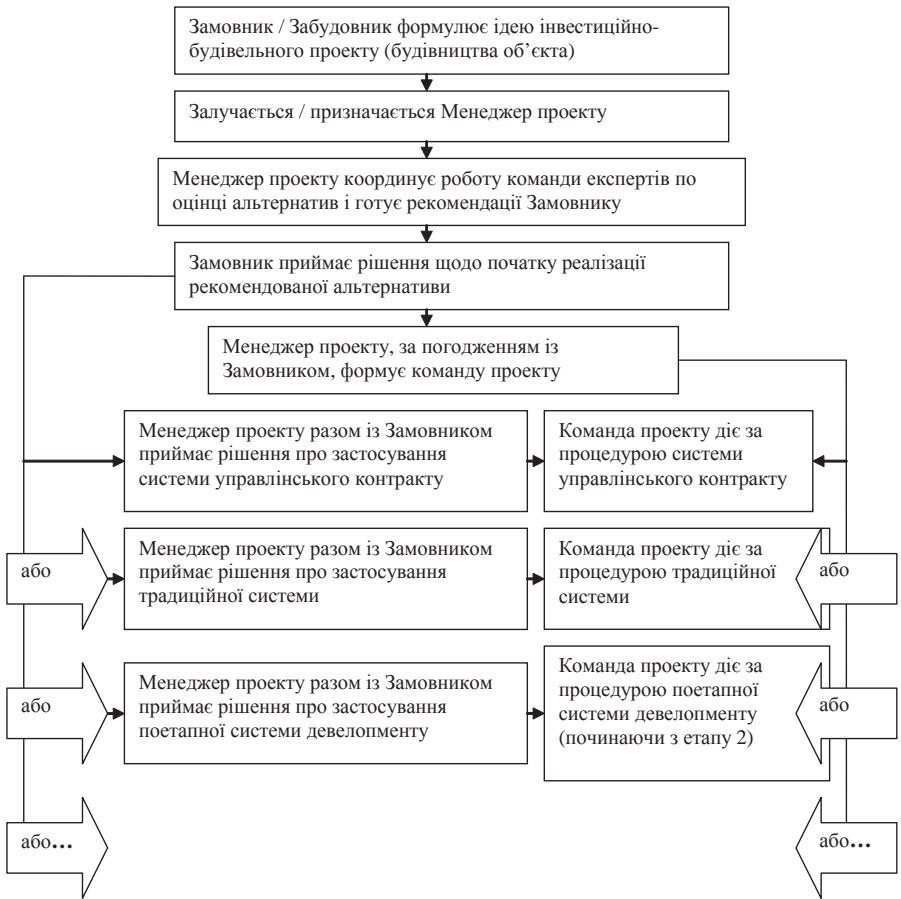 Замовник / Забудовник формулює ідею інвестиційно-
будівельного проекту (будівництва об’єкта)
Залучається / призначається Менеджер проекту
Менеджер проекту координує роботу команди експертів по
оцінці альтернатив і готує рекомендації Замовнику
Замовник приймає рішення щодо початку реалізації
рекомендованої альтернативи
Менеджер проекту, за погодженням із
Замовником, формує команду проекту
Менеджер проекту разом із Замовником
приймає рішення про застосування
системи управлінського контракту
Команда проекту діє за
процедурою системи
управлінського контракту
або
Менеджер проекту разом із Замовником
приймає рішення про застосування
традиційної системи
Команда проекту діє за
процедурою традиційної
системи
або
або
Менеджер проекту разом із Замовником
приймає рішення про застосування
поетапної системи девелопменту
Команда проекту діє за
процедурою поетапної
системи девелопменту
(починаючи з етапу 2)
або
або...
або...